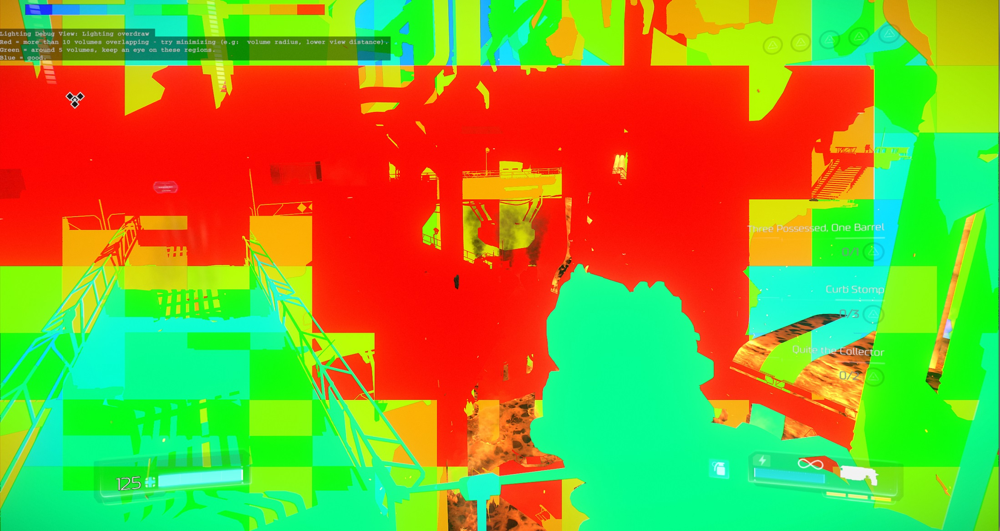 Lighting Debug View: Lighting overdraw
Red = more than 10 volumes overlapping - try minimizing (e.g:  volume radius, lower view distance).
Green = around 5 volumes, keep an eye on these regions.
Blue = good.
Three Possessed, One Barrel
0/1
Curb Stomp
0/3
Quite the Collector
0/2
125